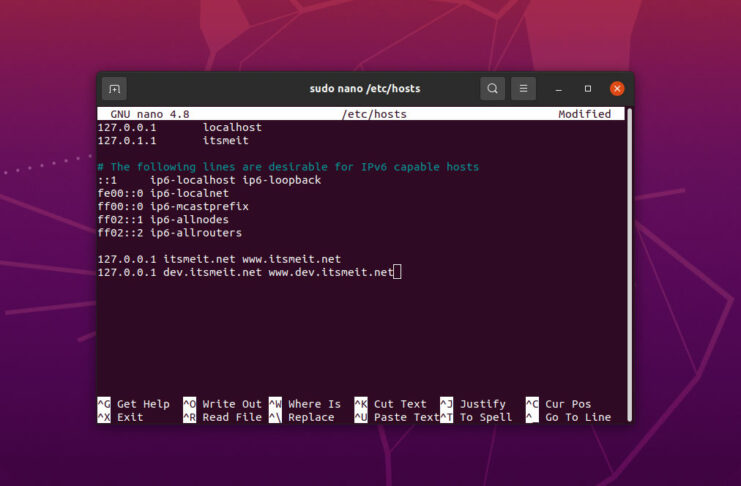 sudo nano /etc/hosts
GNU nano 4.8 /etc/hosts Modified
127.0.0.1 localhost
127.0.1.1 itsmeit
# The following lines are desirable for IPv6 capable hosts
::1 ip6-localhost ip6-loopback
fe00::0 ip6-localnet
ff00::0 ip6-mcastprefix
ff02::1 ip6-allnodes
ff02::2 ip6-allrouters
127.0.0.1 itsmeit.net www.itsmeit.net
127.0.0.1 dev.itsmeit.net www.dev.itsmeit.net
^G Get Help ^O Write Out ^W Where Is ^K Cut Text ^J Justify ^C Cur Pos
^X Exit ^R Read File ^\ Replace ^U Paste Text ^T To Spell ^_ Go To Line